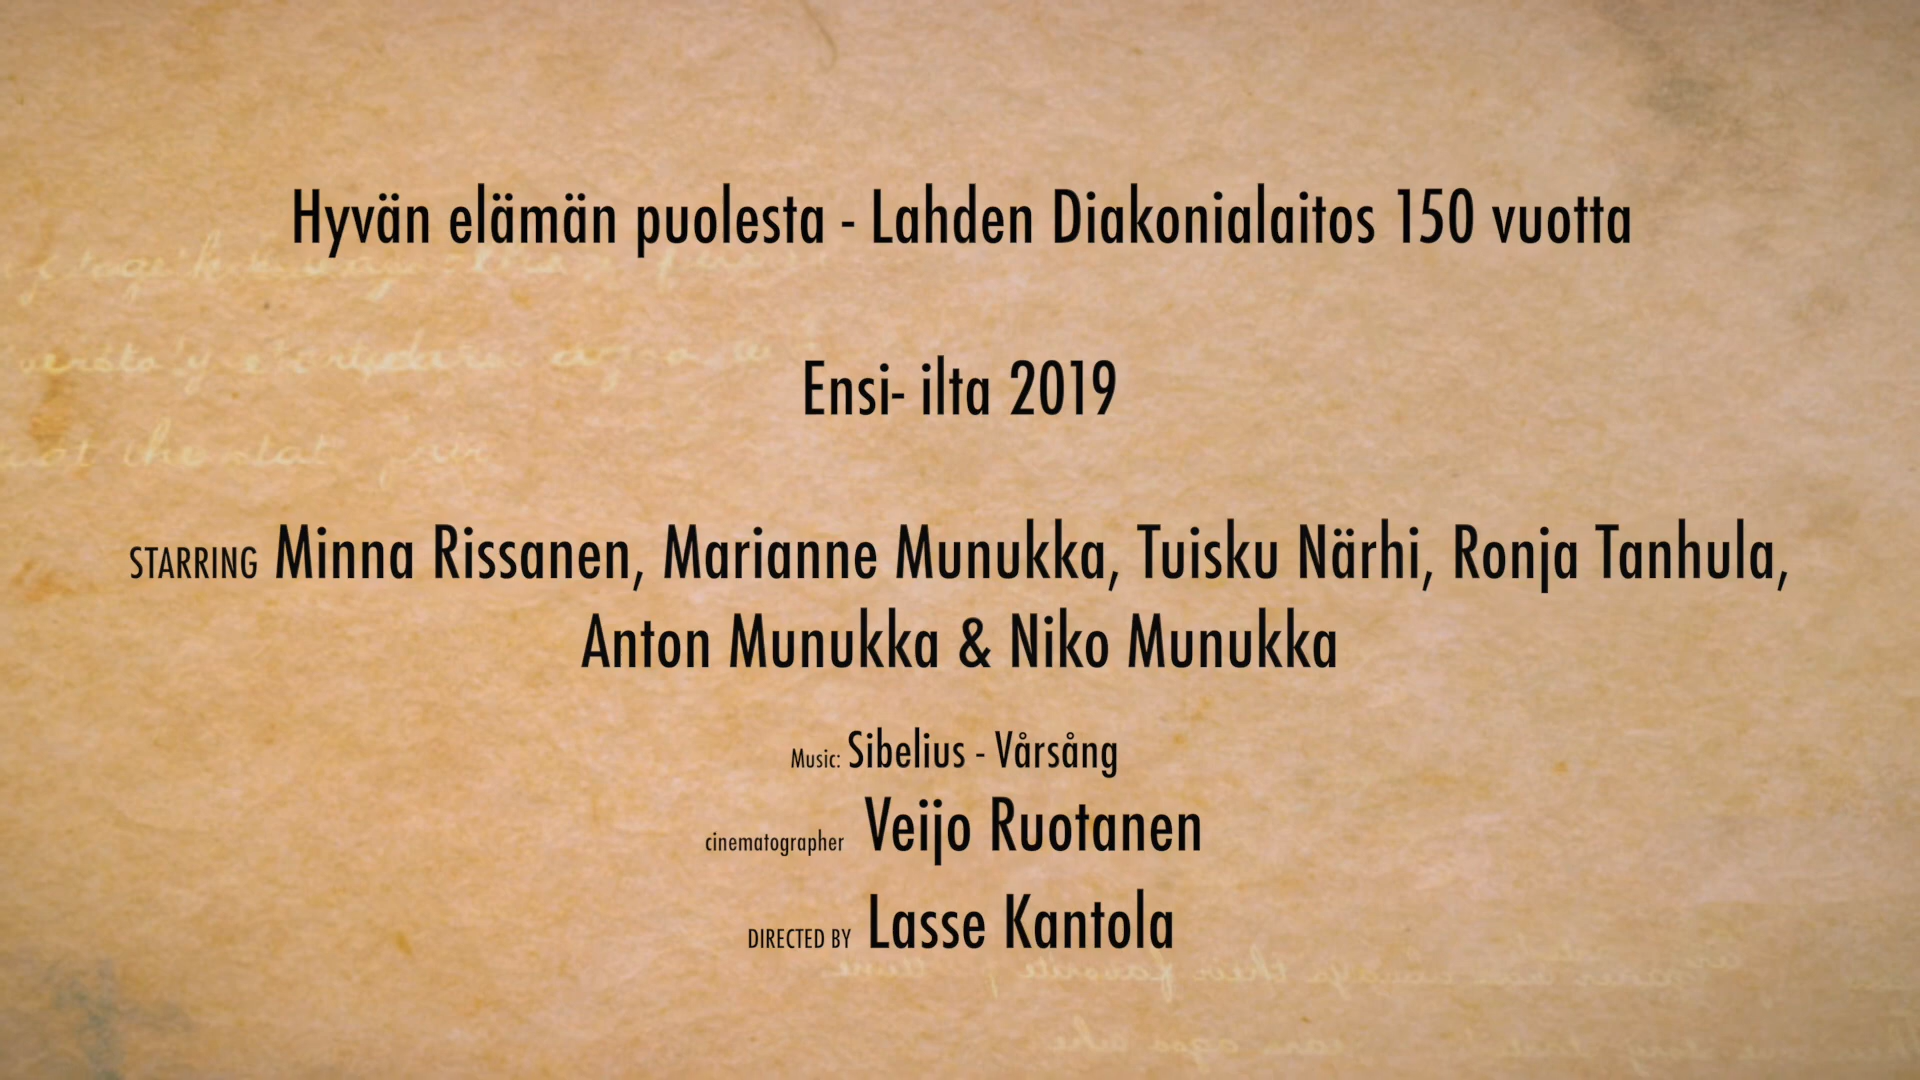 Hyvän elämän puolesta - Lahden Diakonialaitos 150 vuotta
Ensi- ilta 2019
STARRING Minna Rissanen, Marianne Munukka, Tuisku Närhi, Ronja Tanhula,
Anton Munukka & Niko Munukka
Music: Sibelius - Vårsång
cinematographer Veijo Ruotanen
DIRECTED BY Lasse Kantola